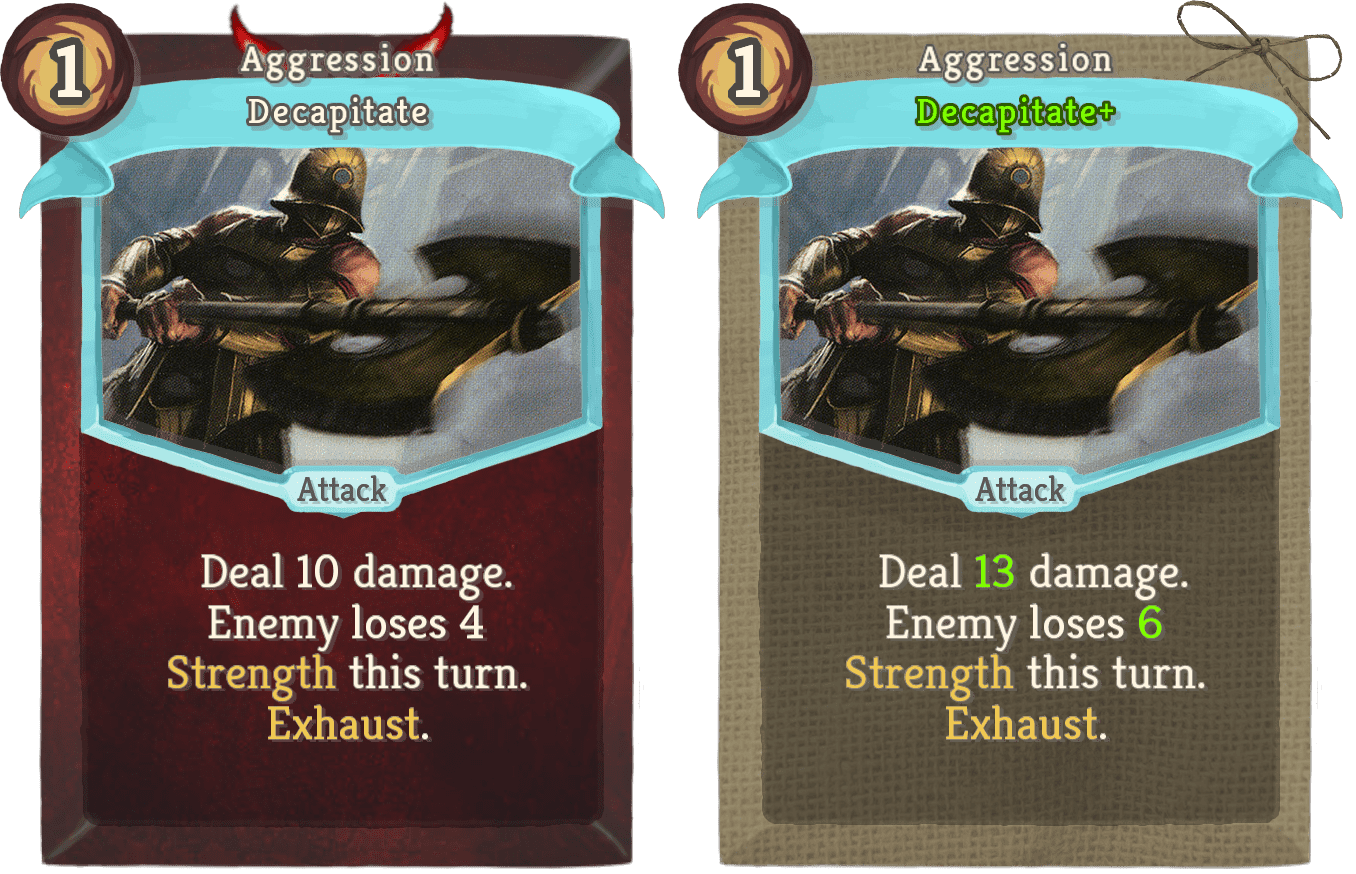 1
Aggression
Decapitate
Attack
Deal 10 damage.
Enemy loses 4
Strength this turn.
Exhaust.
1
Aggression
Decapitate+
Attack
Deal 13 damage.
Enemy loses 6
Strength this turn.
Exhaust.